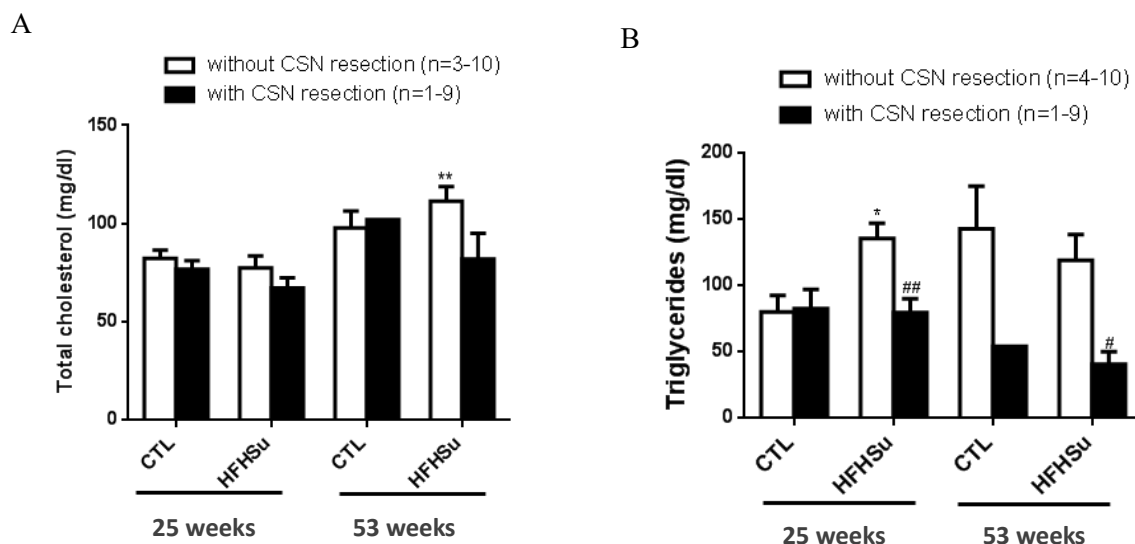 A
without CSN resection (n=3-10)
with CSN resection (n=1-9)
Total cholesterol (mg/dl)
150
100
50
0
**
CTL
HFHSu
CTL
HFHSu
25 weeks
53 weeks
B
without CSN resection (n=4-10)
with CSN resection (n=1-9)
Triglycerides (mg/dl)
200
150
100
50
0
*
##
#
CTL
HFHSu
CTL
HFHSu
25 weeks
53 weeks